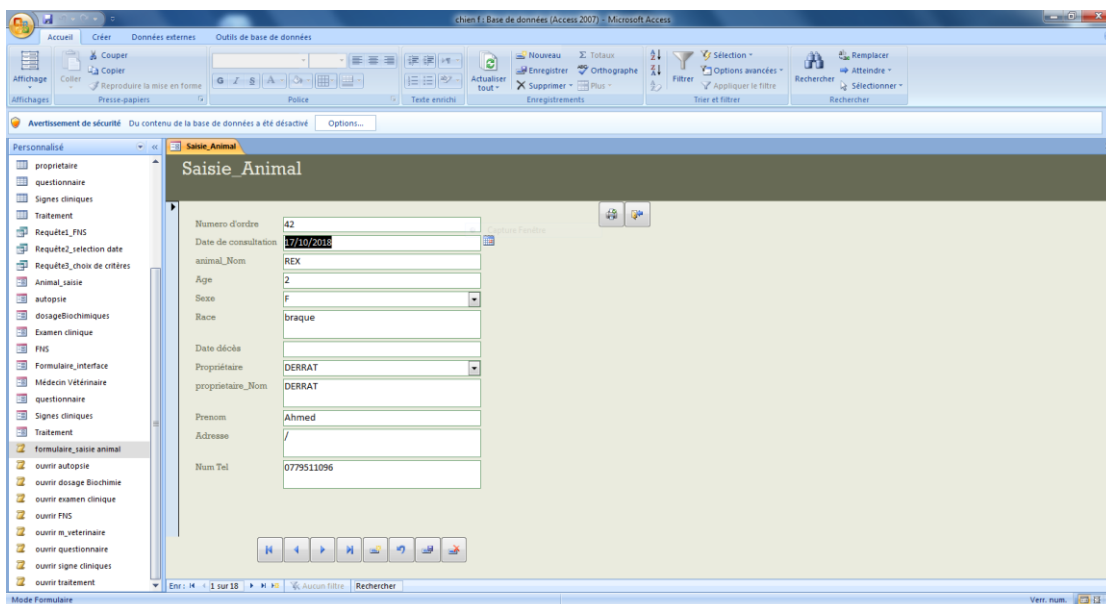 chien f : Base de données (Access 2007) - Microsoft Access
Accueil Créer Données externes Outils de base de données
Affichage
Coller
Couper
Copier
Reproduire la mise en forme
G I S A
Actualiser tout
Nouveau
Enregistrer
Supprimer
Totaux
Orthographe
Plus
Filtrer
Sélection
Options avancées
Appliquer le filtre
Rechercher
Remplacer
Atteindre
Sélectionner
Affichages Presse-papiers Police Texte enrichi Enregistrements Trier et filtrer Rechercher
Avertissement de sécurité Du contenu de la base de données a été désactivé Options...
Personnalisé
proprietaire
questionnaire
Signes cliniques
Traitement
Requête1_FNS
Requête2_selection date
Requête3_choix de critères
Animal_saisie
autopsie
dosageBiochimiques
Examen clinique
FNS
Formulaire_interface
Médecin Vétérinaire
questionnaire
Signes cliniques
Traitement
formulaire_saisie animal
ouvrir autopsie
ouvrir dosage Biochimie
ouvrir examen clinique
ouvrir FNS
ouvrir m_veterinaire
ouvrir questionnaire
ouvrir signe cliniques
ouvrir traitement
Saisie_Animal
Saisie_Animal
Numero d'ordre 42
Capture Fenêtre
Date de consultation 17/10/2018
animal_Nom REX
Age 2
Sexe F
Race braque
Date décès
Propriétaire DERRAT
proprietaire_Nom DERRAT
Prenom Ahmed
Adresse /
Num Tel 0779511096
Enr : 1 sur 18 Aucun filtre Rechercher
Mode Formulaire Verr. num.